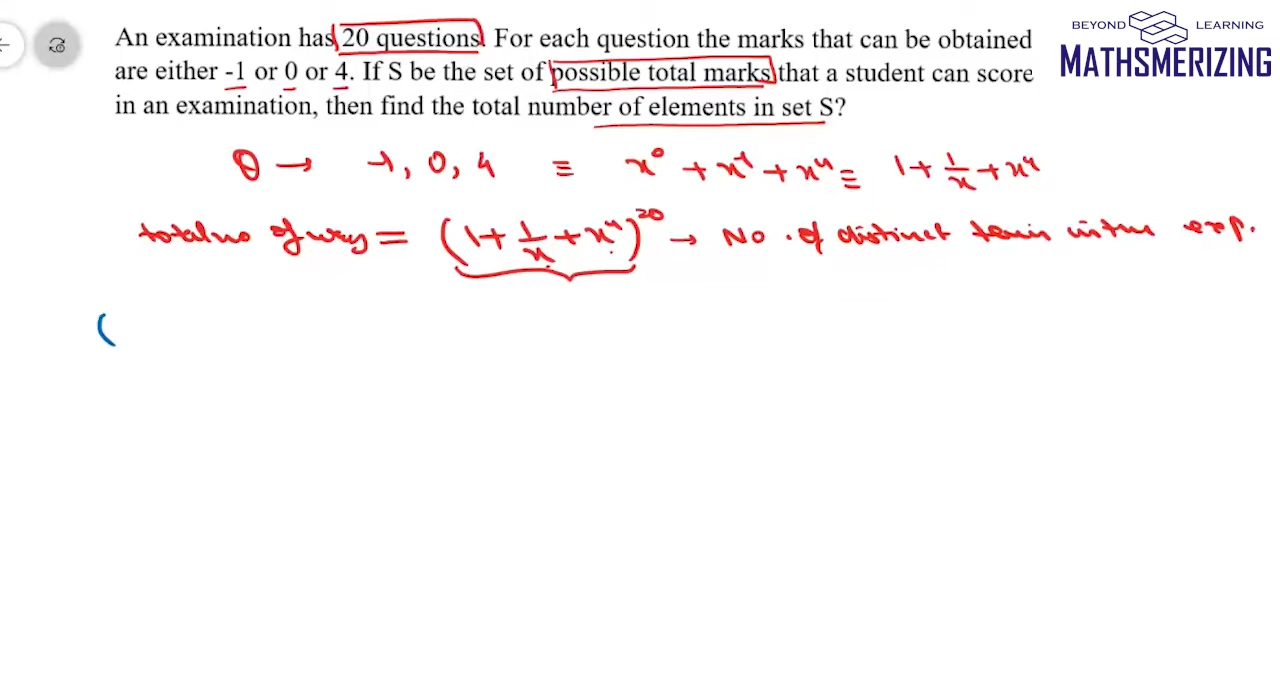 BEYOND LEARNING
MATHSMERIZING
An examination has 20 questions. For each question the marks that can be obtained
are either -1 or 0 or 4. If S be the set of possible total marks that a student can score
in an examination, then find the total number of elements in set S?
θ → -1, 0, 4 ≡ x⁰ + x⁻¹ + x⁴ ≡ 1 + 1/x + x⁴
total no of way = (1 + 1/x + x⁴)²⁰ → No. of distinct terms in the exp.
(